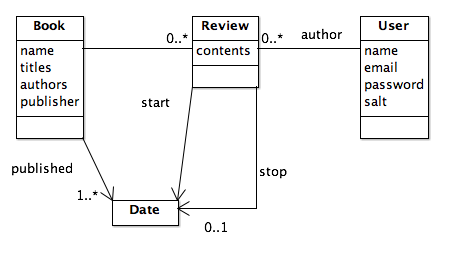 Book
name
titles
authors
publisher
0..*
Review
contents
0..*
author
User
name
email
password
salt
start
published
stop
1..*
Date
0..1